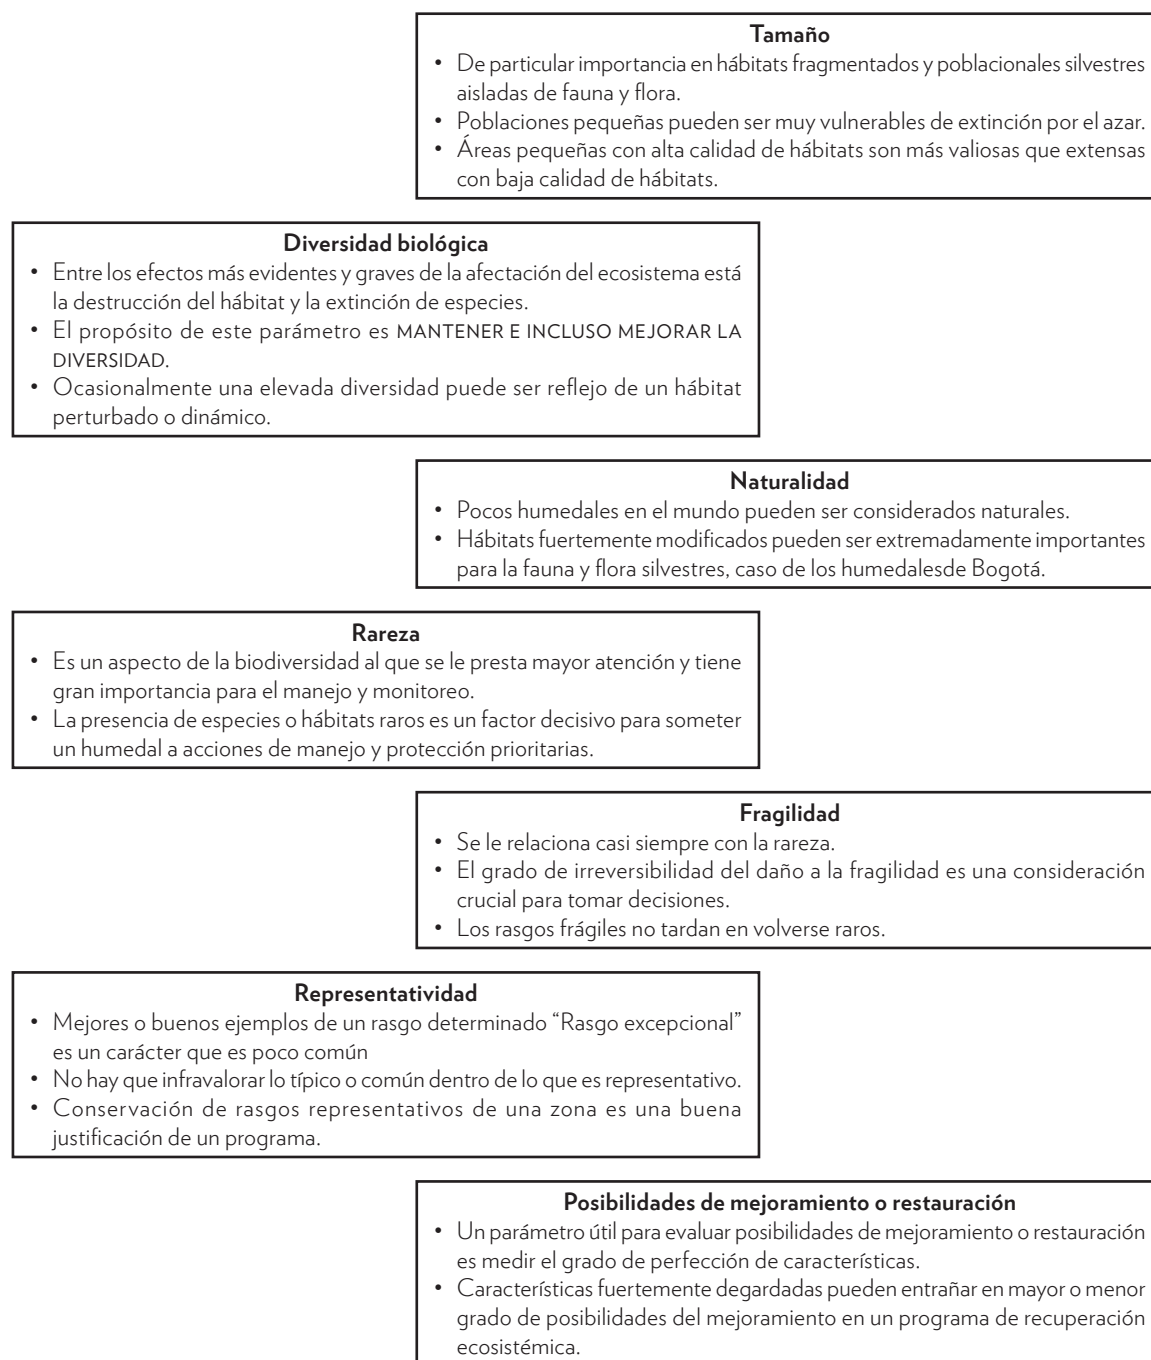 Tamaño
• De particular importancia en hábitats fragmentados y poblacionales silvestres
aisladas de fauna y flora.
• Poblaciones pequeñas pueden ser muy vulnerables de extinción por el azar.
• Áreas pequeñas con alta calidad de hábitats son más valiosas que extensas
con baja calidad de hábitats.
Diversidad biológica
• Entre los efectos más evidentes y graves de la afectación del ecosistema está
la destrucción del hábitat y la extinción de especies.
• El propósito de este parámetro es MANTENER E INCLUSO MEJORAR LA
DIVERSIDAD.
• Ocasionalmente una elevada diversidad puede ser reflejo de un hábitat
perturbado o dinámico.
Naturalidad
• Pocos humedales en el mundo pueden ser considerados naturales.
• Hábitats fuertemente modificados pueden ser extremadamente importantes
para la fauna y flora silvestres, caso de los humedalesde Bogotá.
Rareza
• Es un aspecto de la biodiversidad al que se le presta mayor atención y tiene
gran importancia para el manejo y monitoreo.
• La presencia de especies o hábitats raros es un factor decisivo para someter
un humedal a acciones de manejo y protección prioritarias.
Fragilidad
• Se le relaciona casi siempre con la rareza.
• El grado de irreversibilidad del daño a la fragilidad es una consideración
crucial para tomar decisiones.
• Los rasgos frágiles no tardan en volverse raros.
Representatividad
• Mejores o buenos ejemplos de un rasgo determinado “Rasgo excepcional”
es un carácter que es poco común
• No hay que infravalorar lo típico o común dentro de lo que es representativo.
• Conservación de rasgos representativos de una zona es una buena
justificación de un programa.
Posibilidades de mejoramiento o restauración
• Un parámetro útil para evaluar posibilidades de mejoramiento o restauración
es medir el grado de perfección de características.
• Características fuertemente degardadas pueden entrañar en mayor o menor
grado de posibilidades del mejoramiento en un programa de recuperación
ecosistémica.